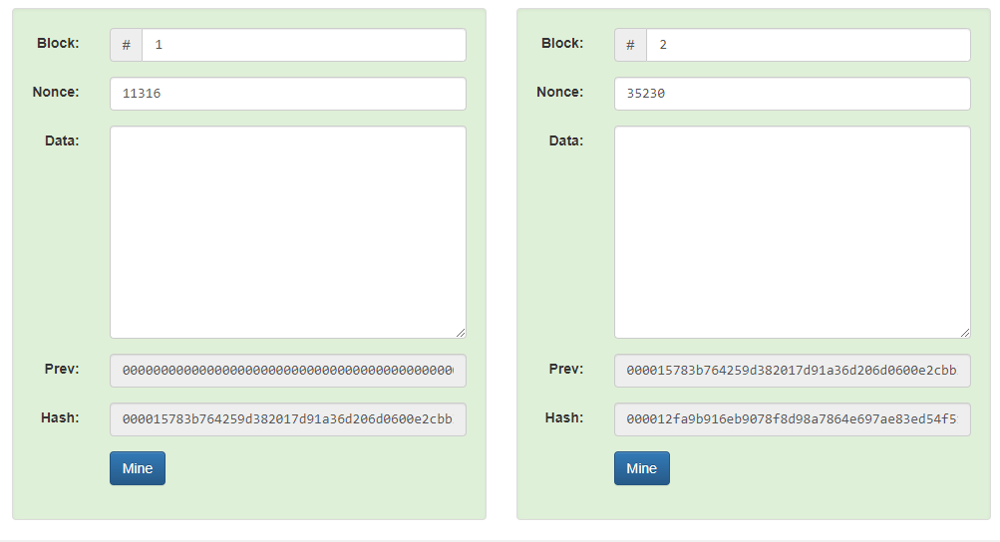 Block: # 1
Nonce: 11316
Data:
Prev: 0000000000000000000000000000000000000000000
Hash: 000015783b764259d382017d91a36d206d0600e2cbb
Mine
Block: # 2
Nonce: 35230
Data:
Prev: 000015783b764259d382017d91a36d206d0600e2cbb
Hash: 000012fa9b916eb9078f8d98a7864e697ae83ed54f5
Mine